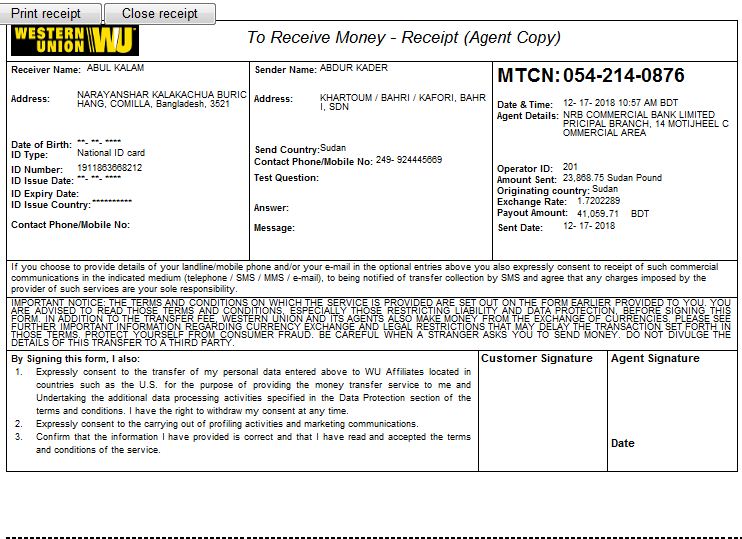 Print receipt Close receipt
WESTERN UNION WU
To Receive Money - Receipt (Agent Copy)
Receiver Name: ABUL KALAM
Address: NARAYANSHAR KALAKACHUA BURIC
HANG, COMILLA, Bangladesh, 3521
Date of Birth: **- **- ****
ID Type: National ID card
ID Number: 1911863668212
ID Issue Date: **- **- ****
ID Expiry Date:
ID Issue Country:**********
Contact Phone/Mobile No:
Sender Name: ABDUR KADER
Address: KHARTOUM / BAHRI / KAFORI, BAHR
I, SDN
Send Country:Sudan
Contact Phone/Mobile No: 249- 924445669
Test Question:
Answer:
Message:
MTCN: 054-214-0876
Date & Time: 12- 17- 2018 10:57 AM BDT
Agent Details: NRB COMMERCIAL BANK LIMITED
PRICIPAL BRANCH, 14 MOTIJHEEL C
OMMERCIAL AREA
Operator ID: 201
Amount Sent: 23,868.75 Sudan Pound
Originating country: Sudan
Exchange Rate: 1.7202289
Payout Amount: 41,059.71 BDT
Sent Date: 12- 17- 2018
If you choose to provide details of your landline/mobile phone and/or your e-mail in the optional entries above you also expressly consent to receipt of such commercial
communications in the indicated medium (telephone / SMS / MMS / e-mail), to being notified of transfer collection by SMS and agree that any charges imposed by the
provider of such services are your sole responsibility.
IMPORTANT NOTICE: THE TERMS AND CONDITIONS ON WHICH THE SERVICE IS PROVIDED ARE SET OUT ON THE FORM EARLIER PROVIDED TO YOU. YOU
ARE ADVISED TO READ THOSE TERMS AND CONDITIONS, ESPECIALLY THOSE RESTRICTING LIABILITY AND DATA PROTECTION, BEFORE SIGNING THIS
FORM. IN ADDITION TO THE TRANSFER FEE, WESTERN UNION AND ITS AGENTS ALSO MAKE MONEY FROM THE EXCHANGE OF CURRENCIES. PLEASE SEE
FURTHER IMPORTANT INFORMATION REGARDING CURRENCY EXCHANGE AND LEGAL RESTRICTIONS THAT MAY DELAY THE TRANSACTION SET FORTH IN
THOSE TERMS. PROTECT YOURSELF FROM CONSUMER FRAUD. BE CAREFUL WHEN A STRANGER ASKS YOU TO SEND MONEY. DO NOT DIVULGE THE
DETAILS OF THIS TRANSFER TO A THIRD PARTY.
By Signing this form, I also:
1. Expressly consent to the transfer of my personal data entered above to WU Affiliates located in
countries such as the U.S. for the purpose of providing the money transfer service to me and
Undertaking the additional data processing activities specified in the Data Protection section of the
terms and conditions. I have the right to withdraw my consent at any time.
2. Expressly consent to the carrying out of profiling activities and marketing communications.
3. Confirm that the information I have provided is correct and that I have read and accepted the terms
and conditions of the service.
Customer Signature
Agent Signature
Date